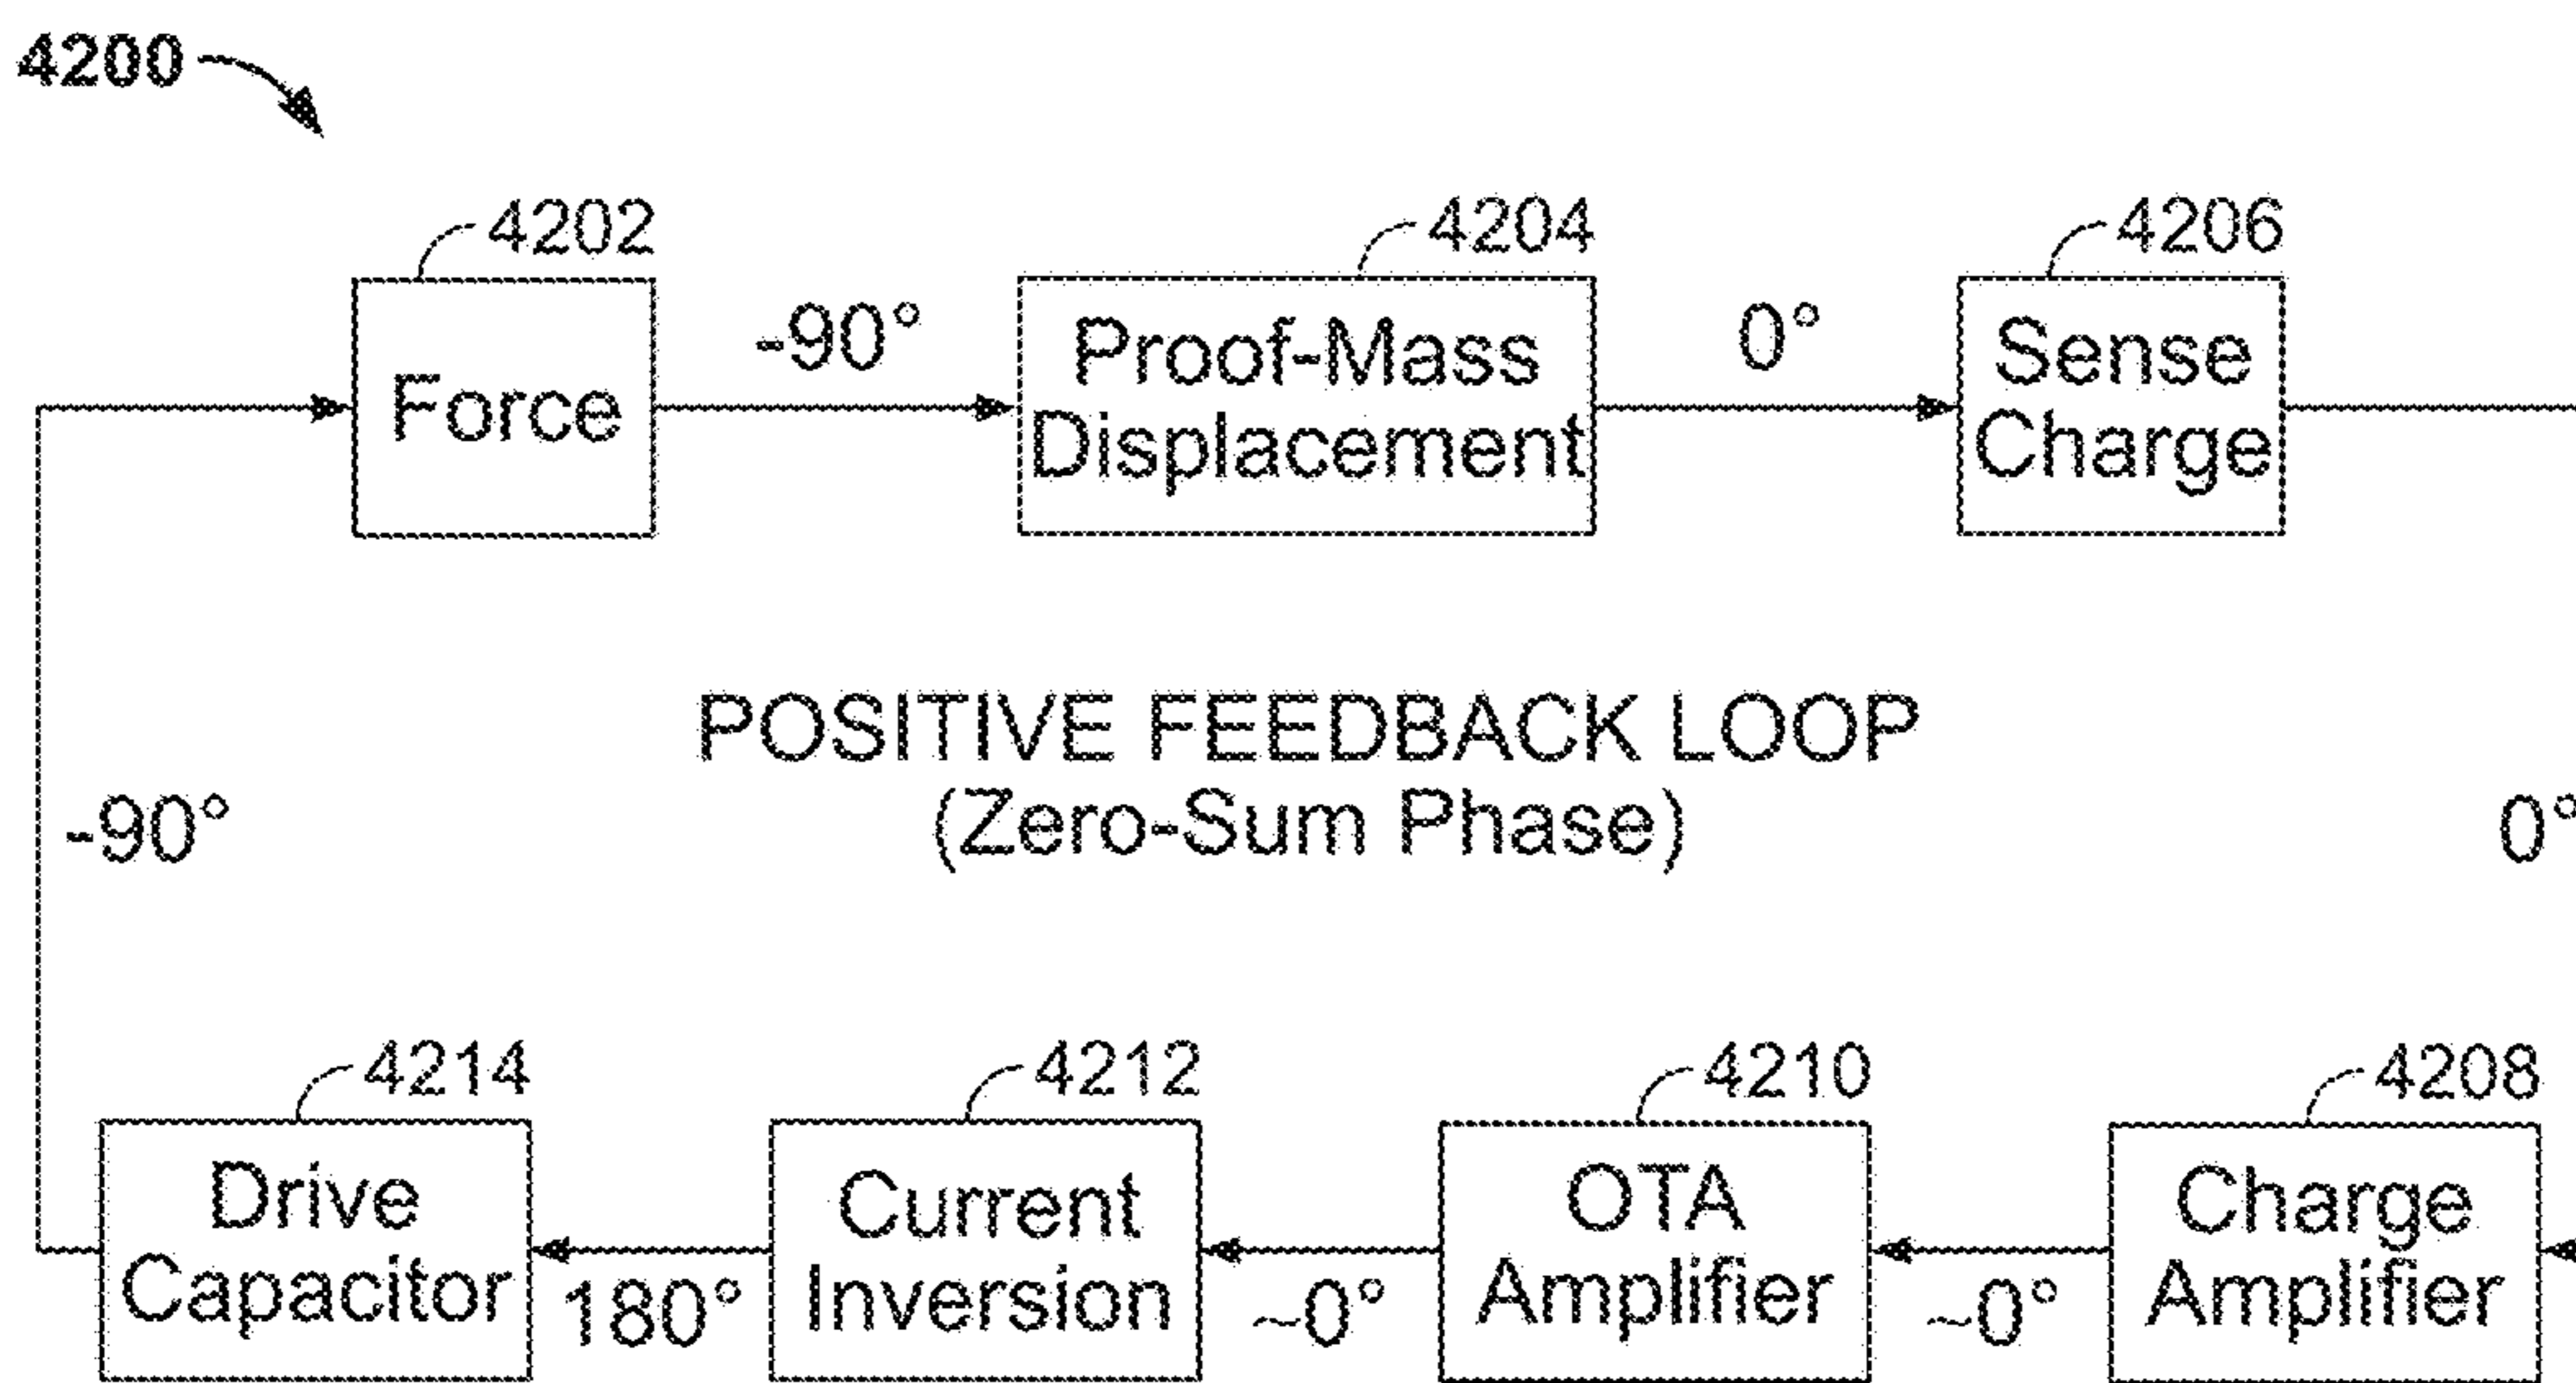 4200
4202
4204
4206
Force
-90°
Proof-Mass
Displacement
0°
Sense
Charge
POSITIVE FEEDBACK LOOP
(Zero-Sum Phase)
-90°
0°
4214
4212
4210
4208
Drive
Capacitor
180°
Current
Inversion
~0°
OTA
Amplifier
~0°
Charge
Amplifier